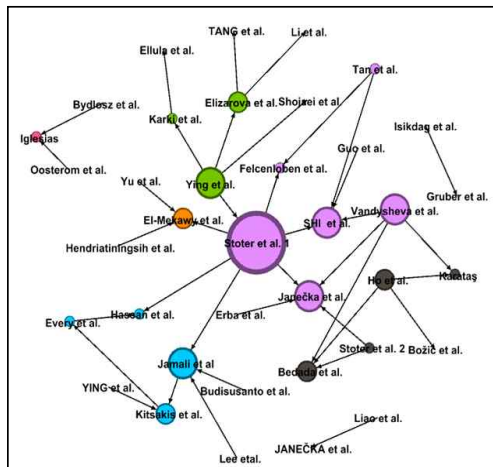 TANG et al.
Li et al.
Ellula et al.
Tan et al.
Elizarova et al.
Shojaei et al.
Bydlosz et al.
Karki et al.
Isikdag et al.
Iglesias
Guo et al.
Oosterom et al.
Felcenloben et al.
Ying et al.
Yu et al.
Gruber et al.
El-Mekawy et al.
SHI et al.
Vandysheva et al.
Stoter et al. 1
Hendriatiningsih et al.
Ho et al.
Karataş
Janečka et al.
Hassan et al.
Erba et al.
Every et al.
Stoter et al. 2
Božić et al.
Jamali et al
Bedada et al.
YING et al.
Budisusanto et al.
Kitsakis et al.
Liao et al.
JANEČKA et al.
Lee etal.